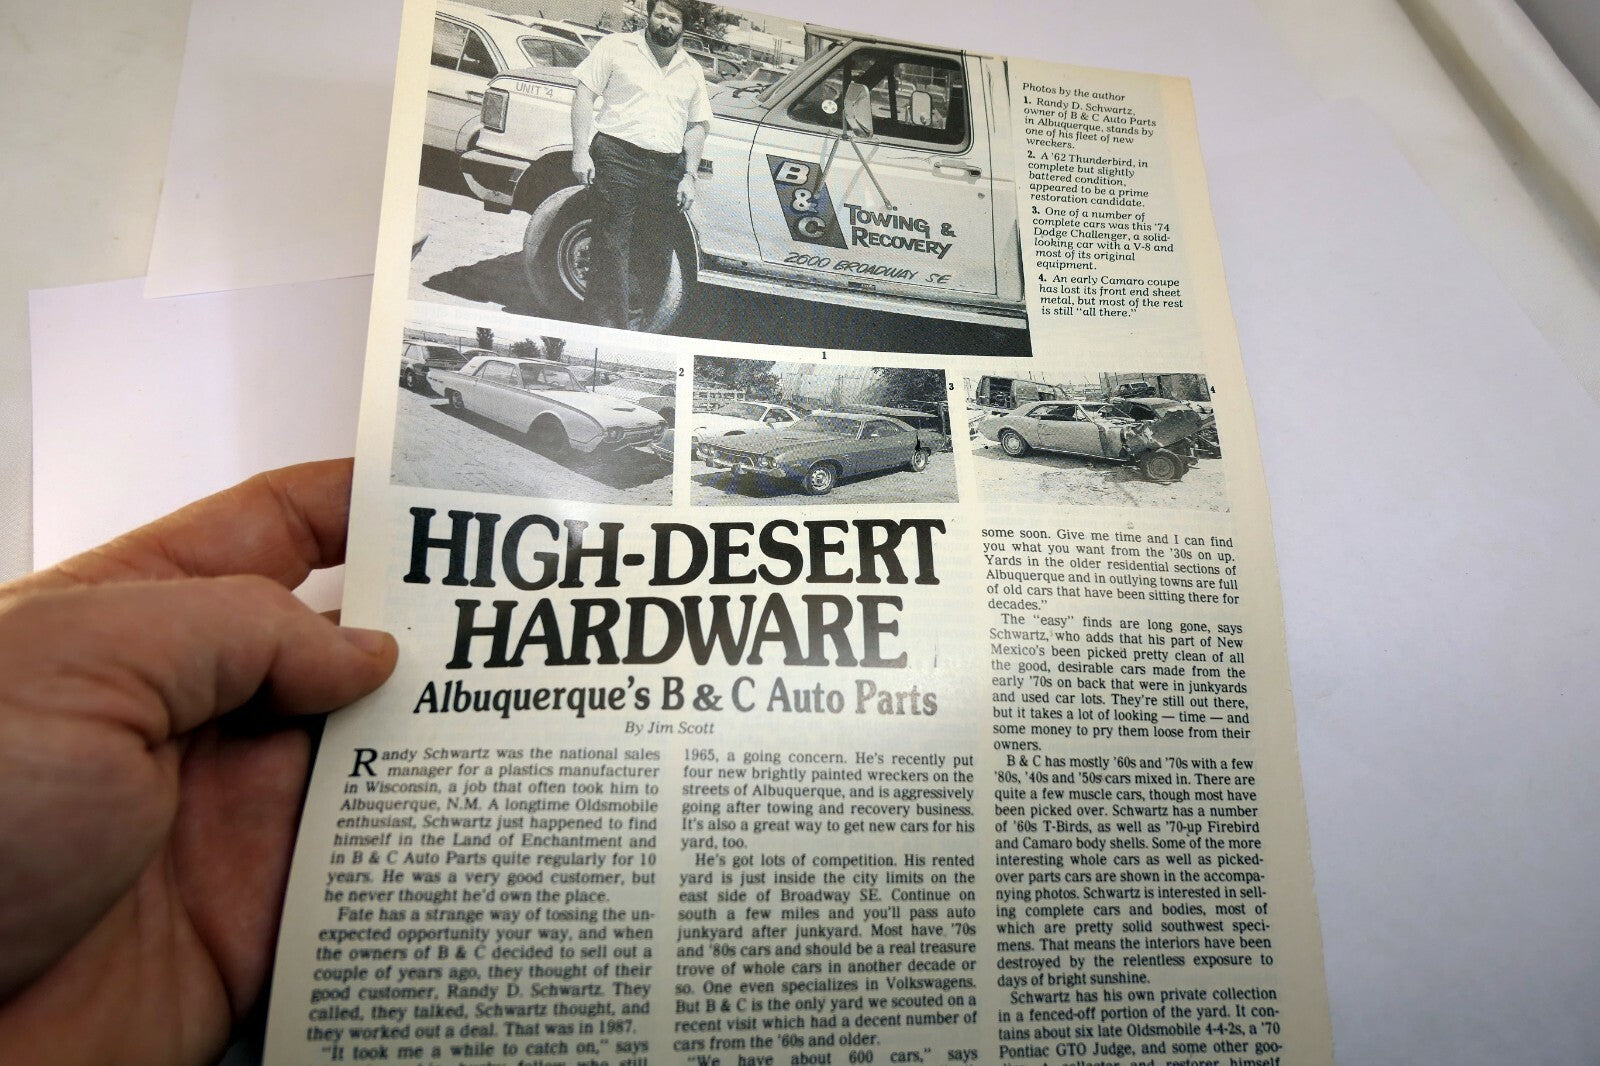 UNIT 4
B
&
C
TOWING &
RECOVERY
2600 BROADWAY SE
Photos by the author
1. Randy D. Schwartz,
owner of B & C Auto Parts
in Albuquerque, stands by
one of his fleet of new
wreckers.
2. A '62 Thunderbird, in
complete but slightly
battered condition,
appeared to be a prime
restoration candidate.
3. One of a number of
complete cars was this '74
Dodge Challenger, a solid-
looking car with a V-8 and
most of its original
equipment.
4. An early Camaro coupe
has lost its front end sheet
metal, but most of the rest
is still "all there."
1
2
3
4
HIGH-DESERT
HARDWARE
Albuquerque's B & C Auto Parts
By Jim Scott
Randy Schwartz was the national sales
manager for a plastics manufacturer
in Wisconsin, a job that often took him to
Albuquerque, N.M. A longtime Oldsmobile
enthusiast, Schwartz just happened to find
himself in the Land of Enchantment and
in B & C Auto Parts quite regularly for 10
years. He was a very good customer, but
he never thought he'd own the place.
Fate has a strange way of tossing the un-
expected opportunity your way, and when
the owners of B & C decided to sell out a
couple of years ago, they thought of their
good customer, Randy D. Schwartz. They
called, they talked, Schwartz thought, and
they worked out a deal. That was in 1987.
"It took me a while to catch on," says
1965, a going concern. He's recently put
four new brightly painted wreckers on the
streets of Albuquerque, and is aggressively
going after towing and recovery business.
It's also a great way to get new cars for his
yard, too.
He's got lots of competition. His rented
yard is just inside the city limits on the
east side of Broadway SE. Continue on
south a few miles and you'll pass auto
junkyard after junkyard. Most have '70s
and '80s cars and should be a real treasure
trove of whole cars in another decade or
so. One even specializes in Volkswagens.
But B & C is the only yard we scouted on a
recent visit which had a decent number of
cars from the '60s and older.
"We have about 600 cars," says
some soon. Give me time and I can find
you what you want from the '30s on up.
Yards in the older residential sections of
Albuquerque and in outlying towns are full
of old cars that have been sitting there for
decades."
The "easy" finds are long gone, says
Schwartz, who adds that his part of New
Mexico's been picked pretty clean of all
the good, desirable cars made from the
early '70s on back that were in junkyards
and used car lots. They're still out there,
but it takes a lot of looking — time — and
some money to pry them loose from their
owners.
B & C has mostly '60s and '70s with a few
'80s, '40s and '50s cars mixed in. There are
quite a few muscle cars, though most have
been picked over. Schwartz has a number
of '60s T-Birds, as well as '70-up Firebird
and Camaro body shells. Some of the more
interesting whole cars as well as picked-
over parts cars are shown in the accompa-
nying photos. Schwartz is interested in sell-
ing complete cars and bodies, most of
which are pretty solid southwest speci-
mens. That means the interiors have been
destroyed by the relentless exposure to
days of bright sunshine.
Schwartz has his own private collection
in a fenced-off portion of the yard. It con-
tains about six late Oldsmobile 4-4-2s, a '70
Pontiac GTO Judge, and some other goo-
collector and restorer himself